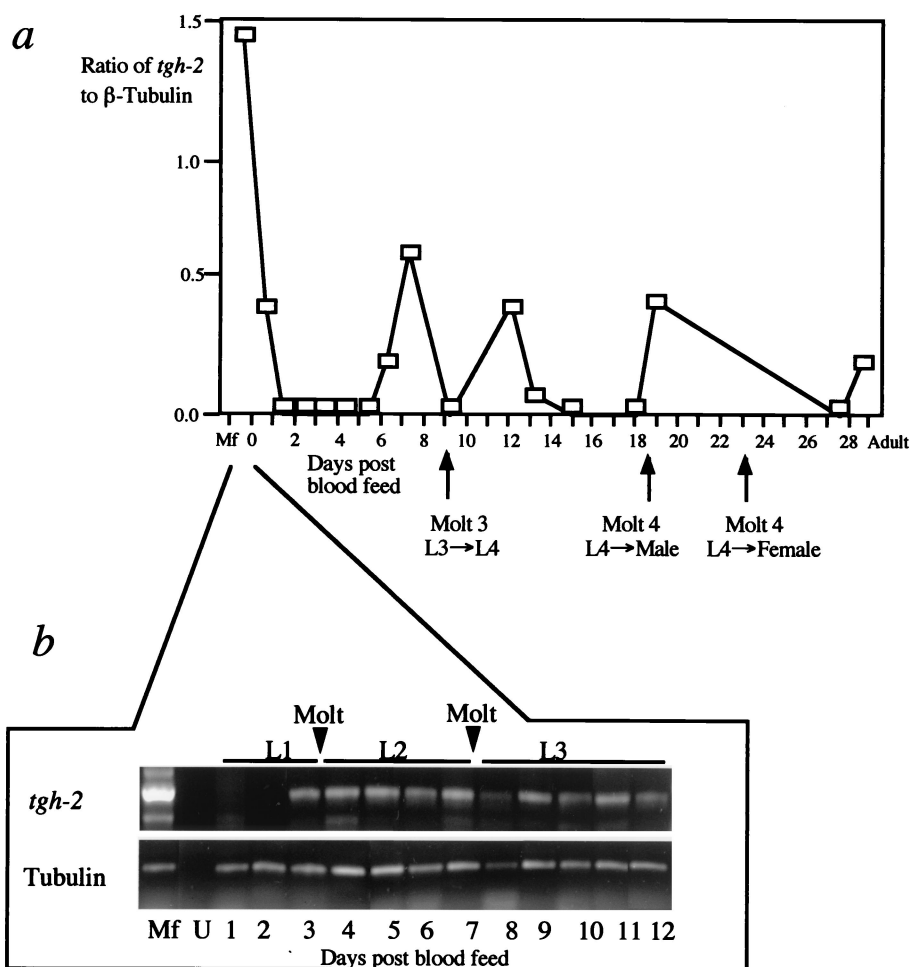 a
Ratio of tgh-2
to β-Tubulin
1.5
1.0
0.5
0.0
Mf 0 2 4 6 8 10 12 14 16 18 20 22 24 26 28 Adult
Days post
blood feed
Molt 3
L3→L4
Molt 4
L4→Male
Molt 4
L4→Female
b
Molt Molt
L1 L2 L3
tgh-2
Tubulin
Mf U 1 2 3 4 5 6 7 8 9 10 11 12
Days post blood feed